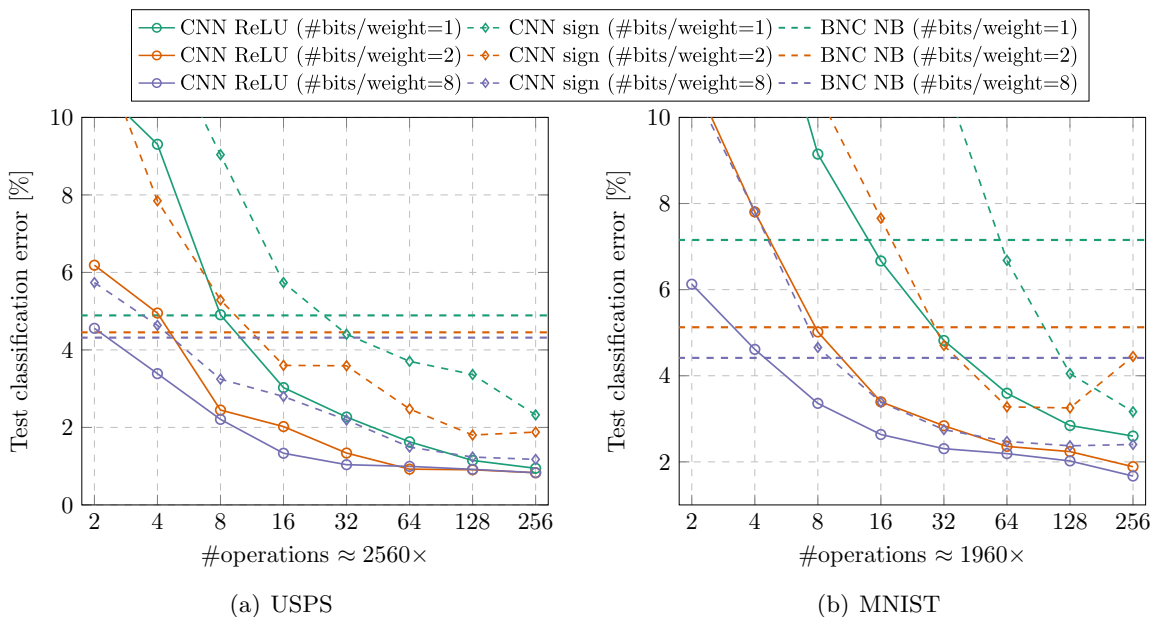 CNN ReLU (#bits/weight=1) CNN sign (#bits/weight=1) BNC NB (#bits/weight=1)
CNN ReLU (#bits/weight=2) CNN sign (#bits/weight=2) BNC NB (#bits/weight=2)
CNN ReLU (#bits/weight=8) CNN sign (#bits/weight=8) BNC NB (#bits/weight=8)
Test classification error [%]
10
8
6
4
2
0
2 4 8 16 32 64 128 256
#operations ≈ 2560×
(a) USPS
Test classification error [%]
10
8
6
4
2
2 4 8 16 32 64 128 256
#operations ≈ 1960×
(b) MNIST